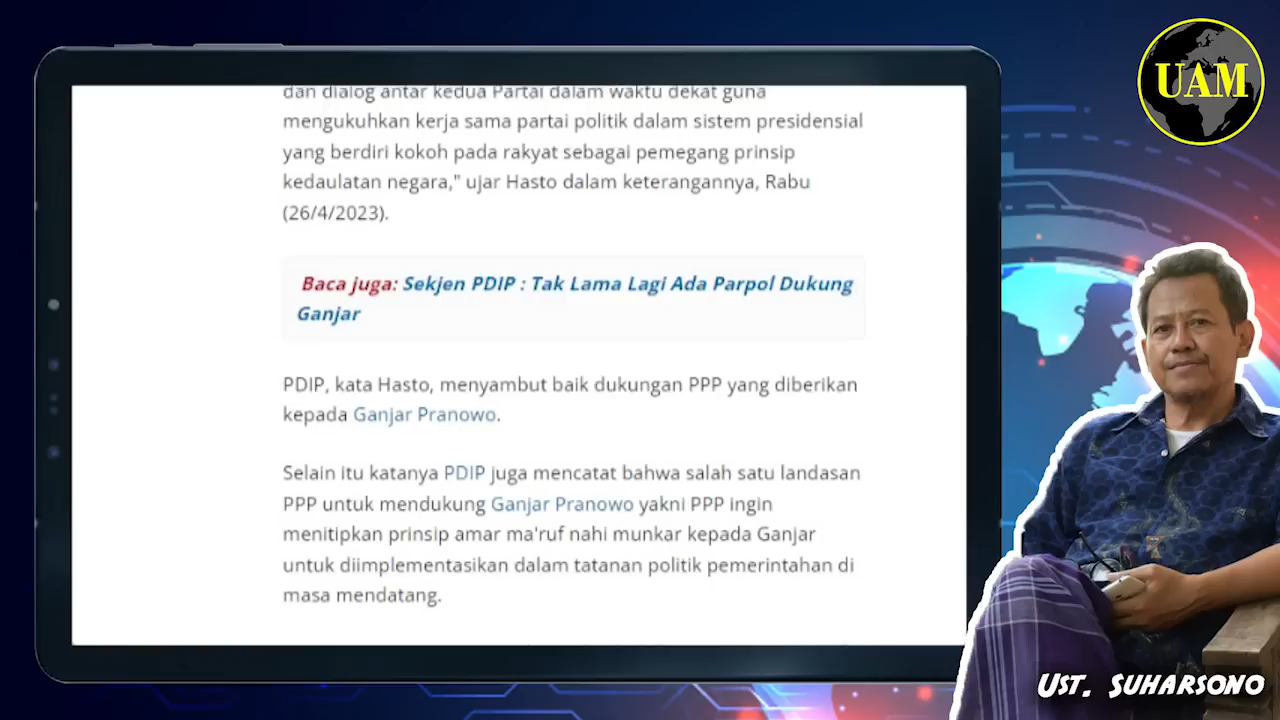 dan dialog antar kedua Partai dalam waktu dekat guna
mengukuhkan kerja sama partai politik dalam sistem presidensial
yang berdiri kokoh pada rakyat sebagai pemegang prinsip
kedaulatan negara," ujar Hasto dalam keterangannya, Rabu
(26/4/2023).
Baca juga: Sekjen PDIP : Tak Lama Lagi Ada Parpol Dukung
Ganjar
PDIP, kata Hasto, menyambut baik dukungan PPP yang diberikan
kepada Ganjar Pranowo.
Selain itu katanya PDIP juga mencatat bahwa salah satu landasan
PPP untuk mendukung Ganjar Pranowo yakni PPP ingin
menitipkan prinsip amar ma'ruf nahi munkar kepada Ganjar
untuk diimplementasikan dalam tatanan politik pemerintahan di
masa mendatang.
UAM
UST. SUHARSONO